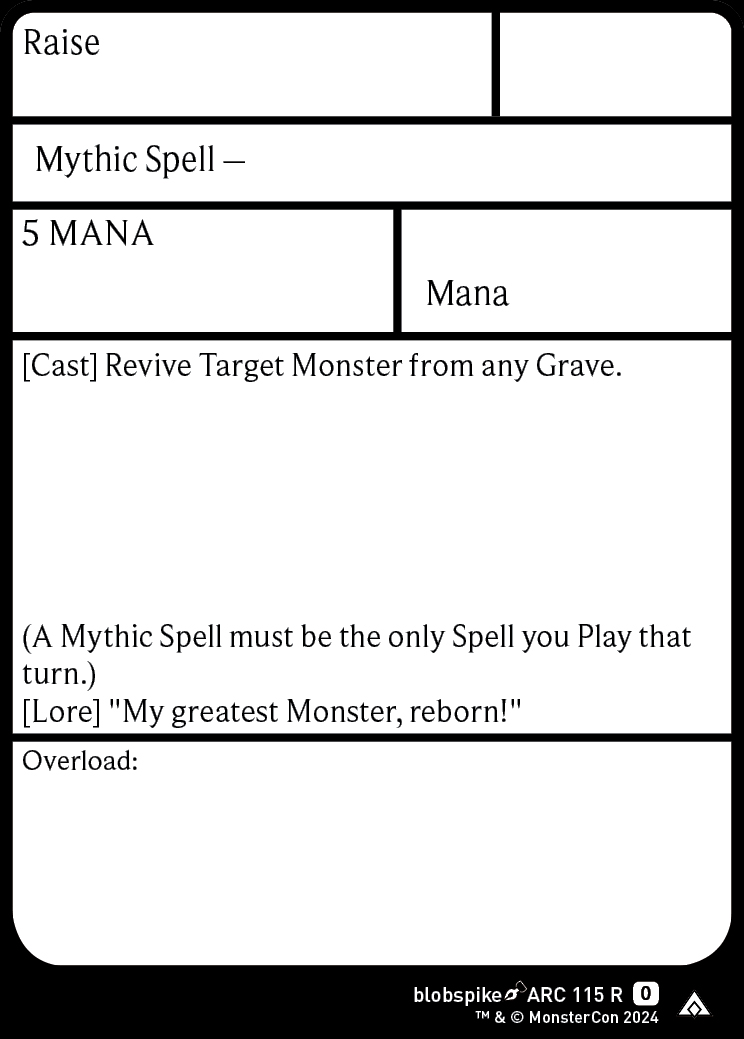 Raise
Mythic Spell —
5 MANA
Mana
[Cast] Revive Target Monster from any Grave.
(A Mythic Spell must be the only Spell you Play that
turn.)
[Lore] "My greatest Monster, reborn!"
Overload:
blobspike ARC 115 R 0
™ & © MonsterCon 2024